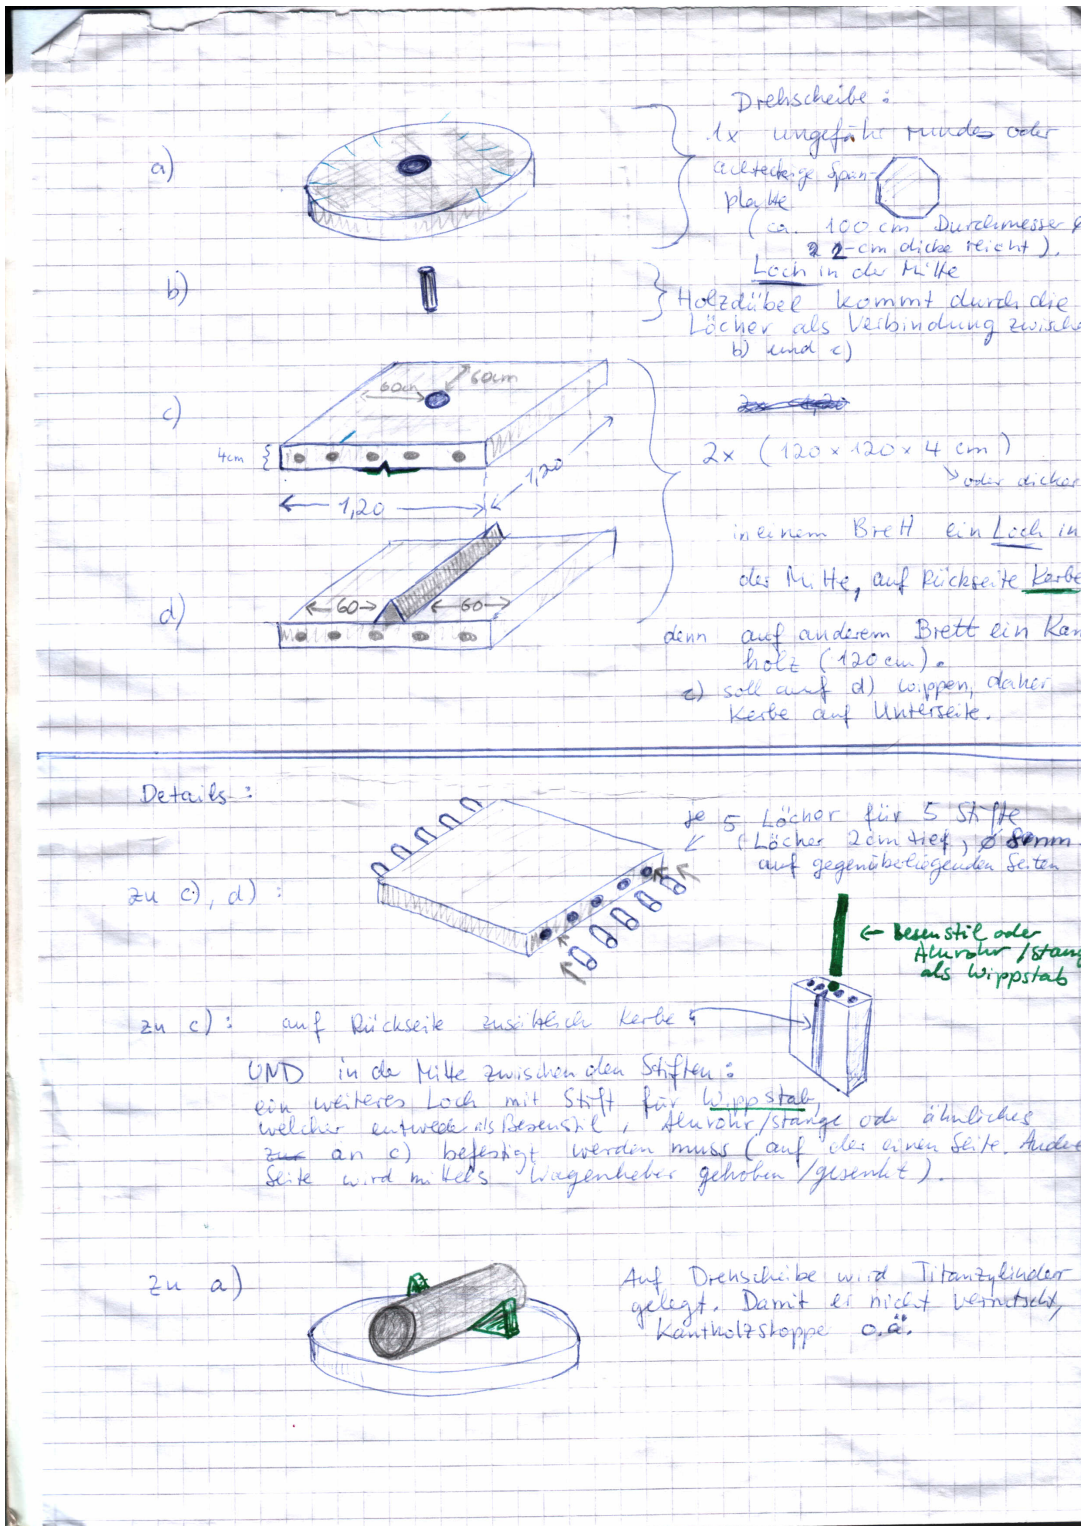 Drehscheibe :
a)
1x ungefähr rundes oder
achteckige Span-
platte
(ca. 100 cm Durchmesser
2-cm dicke reicht).
Loch in der Mitte
b)
Holzdübel kommt durch die
Löcher als Verbindung zwische
b) und c)
60cm
60cm
c)
4cm
2x (120 x 120 x 4 cm)
oder dicker
1,20
1,20
in einem Brett ein Loch in
der Mitte, auf Rückseite Kerbe
60
60
d)
denn auf anderem Brett ein Kan
holz (120 cm).
c) soll auf d) wippen, daher
Kerbe auf Unterseite.
Details :
je 5 Löcher für 5 Stifte
(Löcher 2cm tief, ø 8mm
auf gegenüberliegenden Seiten
zu c), d) :
← Besenstil oder
Alurohr/stang
als Wippstab
zu c) : auf Rückseite zusätzlich Kerbe
UND in der Mitte zwischen den Stiften :
ein weiteres Loch mit Stift für Wippstab,
welcher entweder als Besenstil, Alurohr/stange oder ähnliches
an c) befestigt werden muss (auf der einen Seite. Andere
Seite wird mittels Wagenheber gehoben/gesenkt).
zu a)
Auf Drehscheibe wird Titanzylinder
gelegt. Damit er nicht verrutscht,
Kantholzstoppe o.ä.